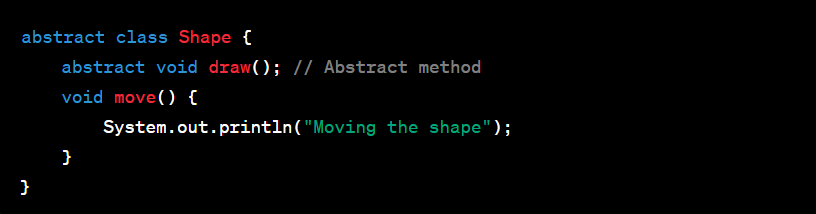 abstract class Shape {
    abstract void draw(); // Abstract method
    void move() {
        System.out.println("Moving the shape");
    }
}